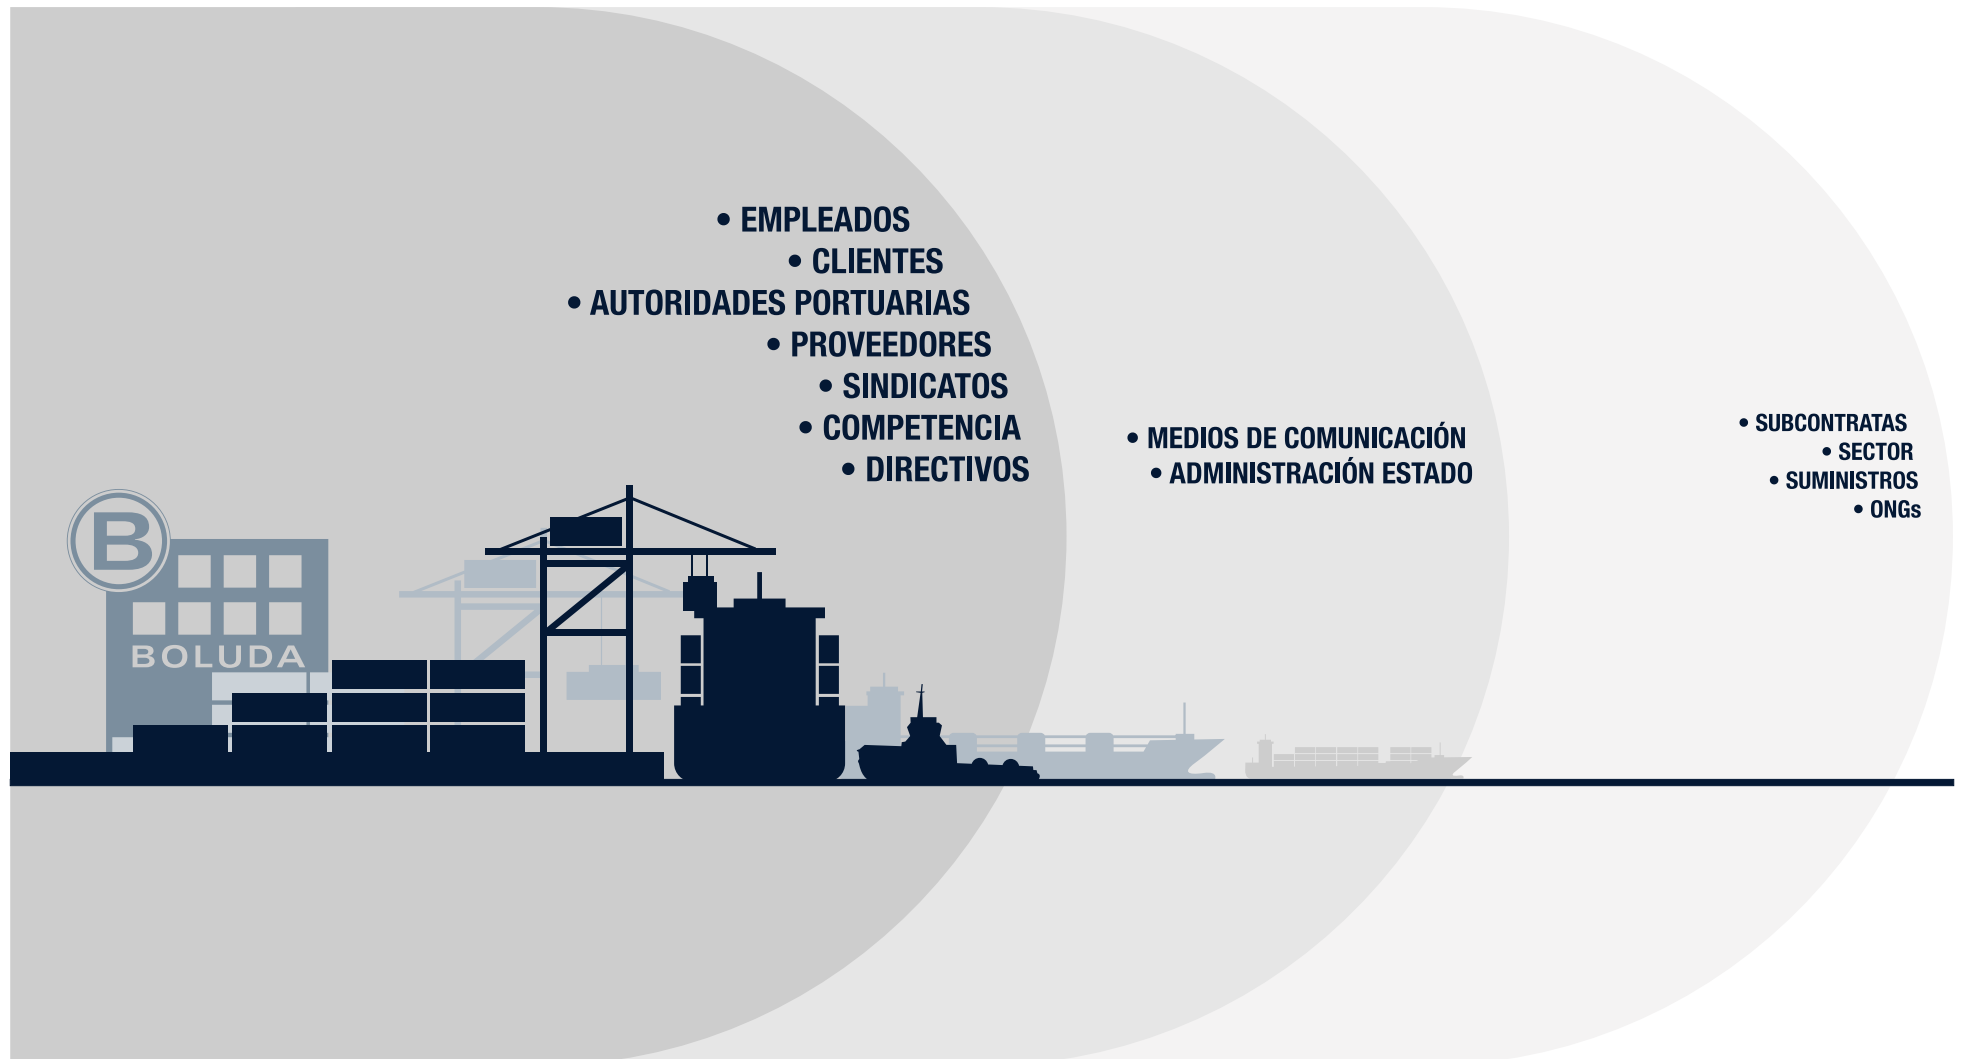 • EMPLEADOS
• CLIENTES
• AUTORIDADES PORTUARIAS
• PROVEEDORES
• SINDICATOS
• COMPETENCIA
• DIRECTIVOS
• MEDIOS DE COMUNICACIÓN
• ADMINISTRACIÓN ESTADO
• SUBCONTRATAS
• SECTOR
• SUMINISTROS
• ONGs
B
BOLUDA